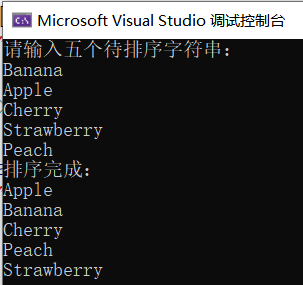 Microsoft Visual Studio 调试控制台
请输入五个待排序字符串：
Banana
Apple
Cherry
Strawberry
Peach
排序完成：
Apple
Banana
Cherry
Peach
Strawberry